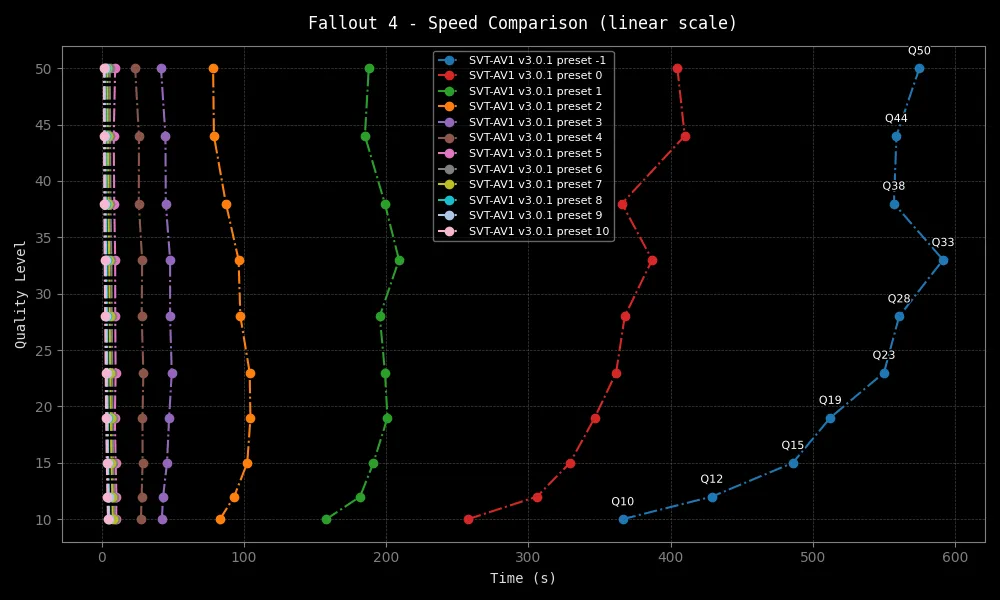 Fallout 4 - Speed Comparison (linear scale)
SVT-AV1 v3.0.1 preset -1
SVT-AV1 v3.0.1 preset 0
SVT-AV1 v3.0.1 preset 1
SVT-AV1 v3.0.1 preset 2
SVT-AV1 v3.0.1 preset 3
SVT-AV1 v3.0.1 preset 4
SVT-AV1 v3.0.1 preset 5
SVT-AV1 v3.0.1 preset 6
SVT-AV1 v3.0.1 preset 7
SVT-AV1 v3.0.1 preset 8
SVT-AV1 v3.0.1 preset 9
SVT-AV1 v3.0.1 preset 10
Q50
Q44
Q38
Q33
Q28
Q23
Q19
Q15
Q12
Q10
Quality Level
50
45
40
35
30
25
20
15
10
0 100 200 300 400 500 600
Time (s)